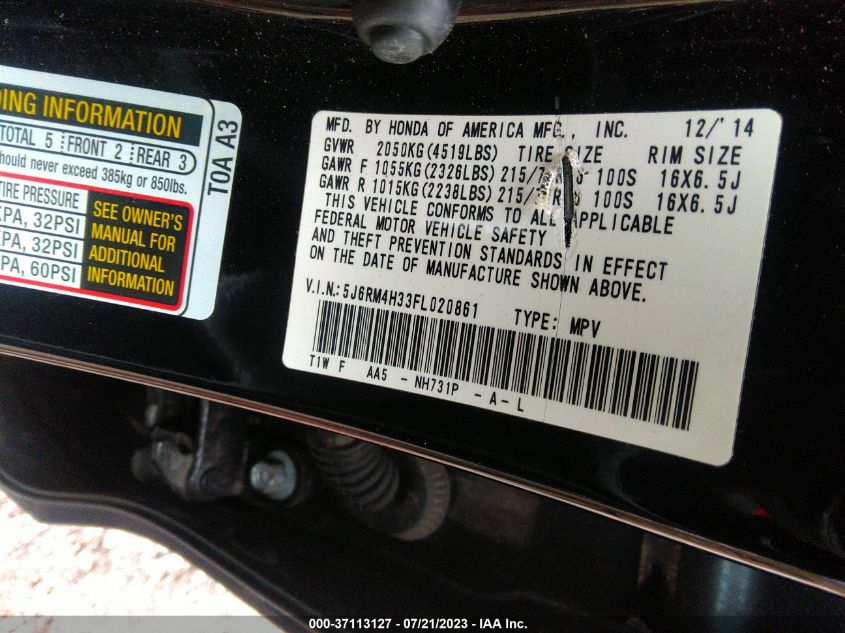 DING INFORMATION
TOTAL 5 FRONT 2 REAR 3
hould never exceed 385kg or 850lbs.
TIRE PRESSURE
KPA, 32PSI
KPA, 32PSI
PA, 60PSI
SEE OWNER'S
MANUAL FOR
ADDITIONAL
INFORMATION
T0A A3
MFD. BY HONDA OF AMERICA MFG., INC. 12/'14
GVWR 2050KG(4519LBS) TIRE SIZE RIM SIZE
GAWR F 1055KG(2326LBS) 215/ 100S 16X6.5J
GAWR R 1015KG(2238LBS) 215/ 100S 16X6.5J
THIS VEHICLE CONFORMS TO ALL APPLICABLE
FEDERAL MOTOR VEHICLE SAFETY
AND THEFT PREVENTION STANDARDS IN EFFECT
ON THE DATE OF MANUFACTURE SHOWN ABOVE.
V.I.N.:5J6RM4H33FL020861 TYPE: MPV
T1W F AA5 - NH731P - A - L
000-37113127 - 07/21/2023 - IAA Inc.